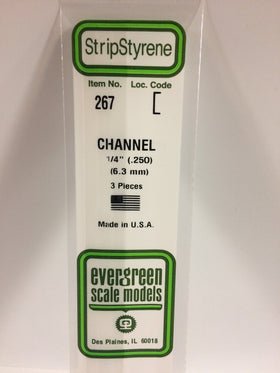 StripStyrene
Item No. Loc. Code
267
CHANNEL
1/4" (.250)
(6.3 mm)
3 Pieces
Made in U.S.A.
evergreen
scale models
Des Plaines, IL 60018